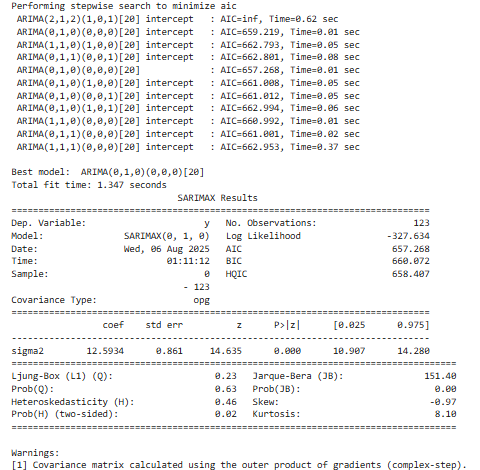 Performing stepwise search to minimize aic
ARIMA(2,1,2)(1,0,1)[20] intercept   : AIC=inf, Time=0.62 sec
ARIMA(0,1,0)(0,0,0)[20] intercept   : AIC=659.219, Time=0.01 sec
ARIMA(1,1,0)(1,0,0)[20] intercept   : AIC=662.793, Time=0.05 sec
ARIMA(0,1,1)(0,0,1)[20] intercept   : AIC=662.801, Time=0.08 sec
ARIMA(0,1,0)(0,0,0)[20]             : AIC=657.268, Time=0.01 sec
ARIMA(0,1,0)(1,0,0)[20] intercept   : AIC=661.008, Time=0.05 sec
ARIMA(0,1,0)(0,0,1)[20] intercept   : AIC=661.012, Time=0.05 sec
ARIMA(0,1,0)(1,0,1)[20] intercept   : AIC=662.994, Time=0.06 sec
ARIMA(1,1,0)(0,0,0)[20] intercept   : AIC=660.992, Time=0.01 sec
ARIMA(0,1,1)(0,0,0)[20] intercept   : AIC=661.001, Time=0.02 sec
ARIMA(1,1,1)(0,0,0)[20] intercept   : AIC=662.953, Time=0.37 sec
Best model:  ARIMA(0,1,0)(0,0,0)[20]
Total fit time: 1.347 seconds
SARIMAX Results
Dep. Variable: y No. Observations: 123
Model: SARIMAX(0, 1, 0) Log Likelihood -327.634
Date: Wed, 06 Aug 2025 AIC 657.268
Time: 01:11:12 BIC 660.072
Sample: 0 HQIC 658.407
- 123
Covariance Type: opg
coef std err z P>|z| [0.025 0.975]
sigma2 12.5934 0.861 14.635 0.000 10.907 14.280
Ljung-Box (L1) (Q): 0.23 Jarque-Bera (JB): 151.40
Prob(Q): 0.63 Prob(JB): 0.00
Heteroskedasticity (H): 0.46 Skew: -0.97
Prob(H) (two-sided): 0.02 Kurtosis: 8.10
Warnings:
[1] Covariance matrix calculated using the outer product of gradients (complex-step).